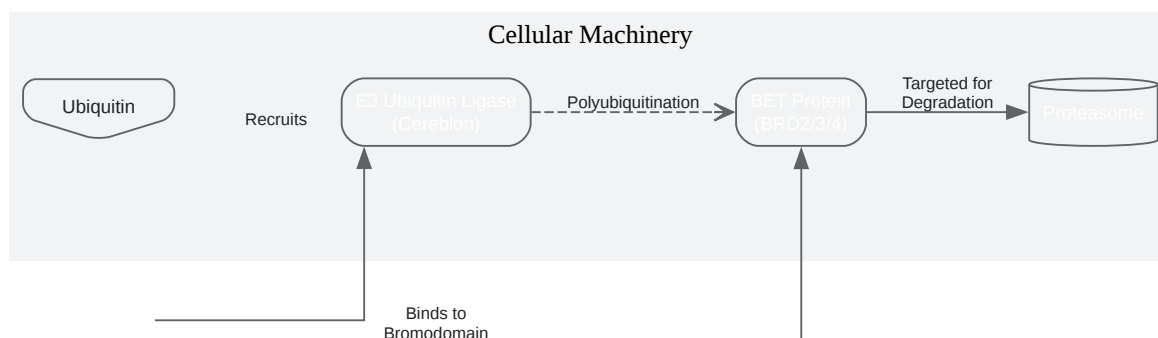 Cellular Machinery
Ubiquitin
Recruits
E3 Ubiquitin Ligase
(Cereblon)
Polyubiquitination
BET Protein
(BRD2/3/4)
Targeted for
Degradation
Proteasome
Binds to
Bromodomain